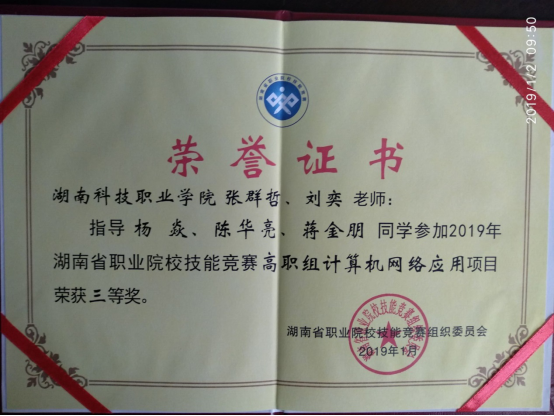 2019/1/21 09:50
荣誉证书
湖南科技职业学院 张群哲、刘奕 老师：
指导 杨 焱、陈华亮、蒋金朋 同学参加2019年
湖南省职业院校技能竞赛高职组计算机网络应用项目
荣获三等奖。
湖南省职业院校技能竞赛组织委员会
2019年1月